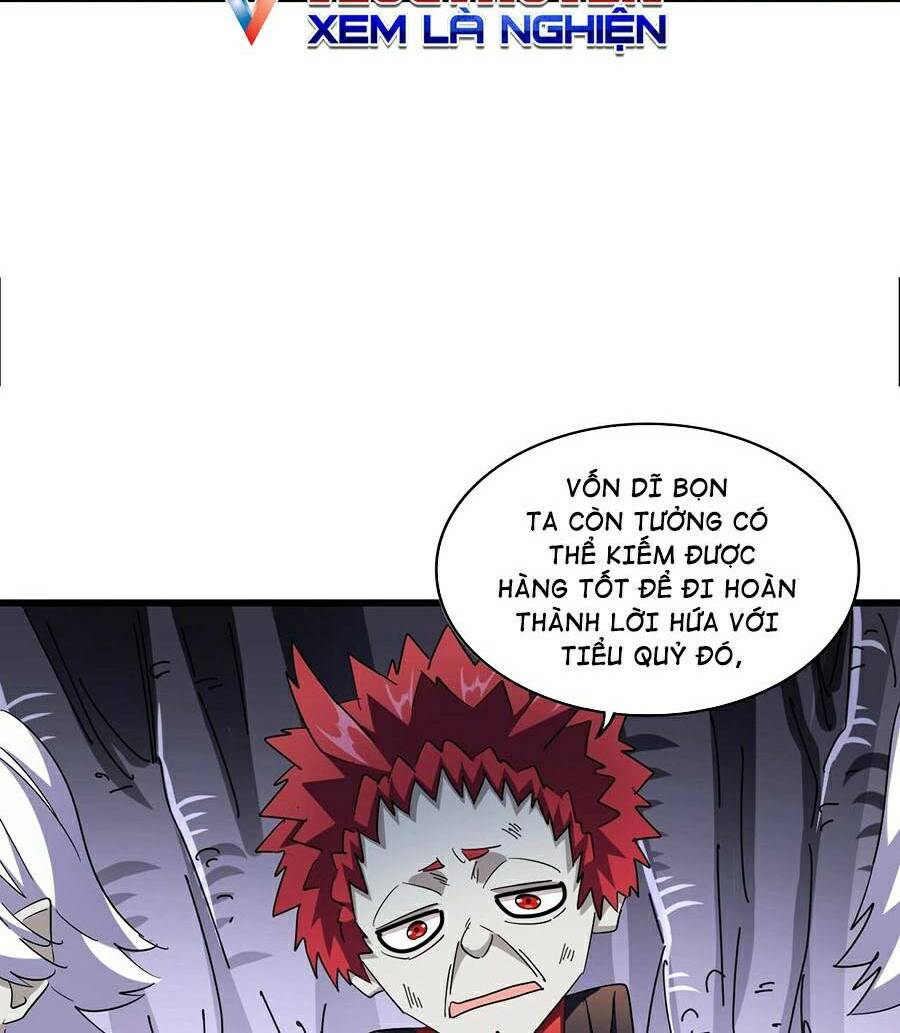 XEM LÀ NGHIỆN
VỐN DĨ BỌN
TA CÒN TƯỞNG CÓ
THỂ KIẾM ĐƯỢC
HÀNG TỐT ĐỂ ĐI HOÀN
THÀNH LỜI HỨA VỚI
TIỂU QUỶ ĐÓ,